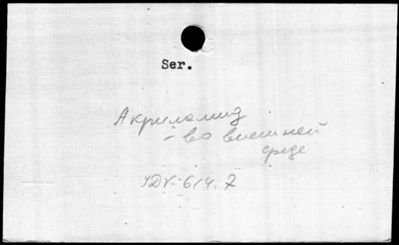 Ser.
Акриламид
- во внешней
среде
УДК 614.7